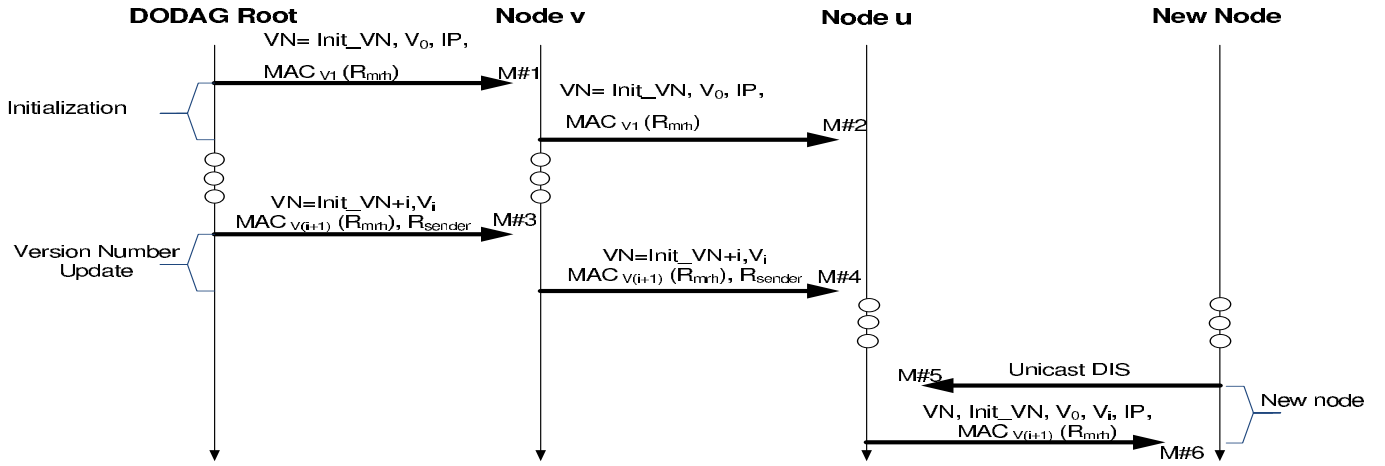 DODAG Root
Node v
Node u
New Node
VN= Init_VN, V0, IP,
MAC V1 (Rmrh)
M#1
Initialization
VN= Init_VN, V0, IP,
MAC V1 (Rmrh)
M#2
VN=Init_VN+i,Vi
MAC V(i+1) (Rmrh), Rsender
M#3
Version Number
Update
VN=Init_VN+i,Vi
MAC V(i+1) (Rmrh), Rsender
M#4
M#5
Unicast DIS
New node
VN, Init_VN, V0, Vi, IP,
MAC V(i+1) (Rmrh)
M#6